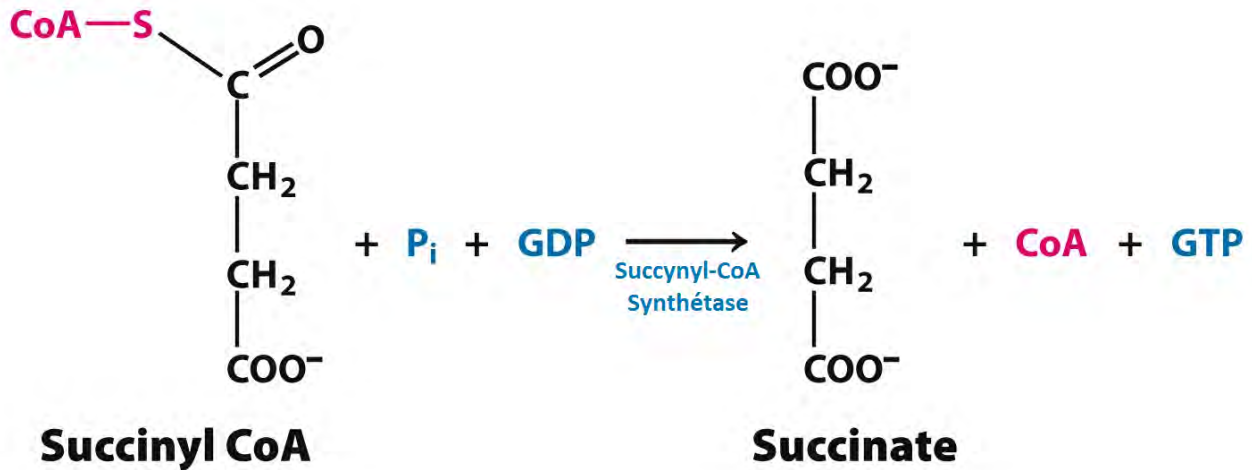 CoA—S
O
C
COO⁻
CH₂
CH₂
+ Pᵢ + GDP
Succynyl-CoA
Synthétase
+ CoA + GTP
CH₂
CH₂
COO⁻
COO⁻
Succinyl CoA
Succinate